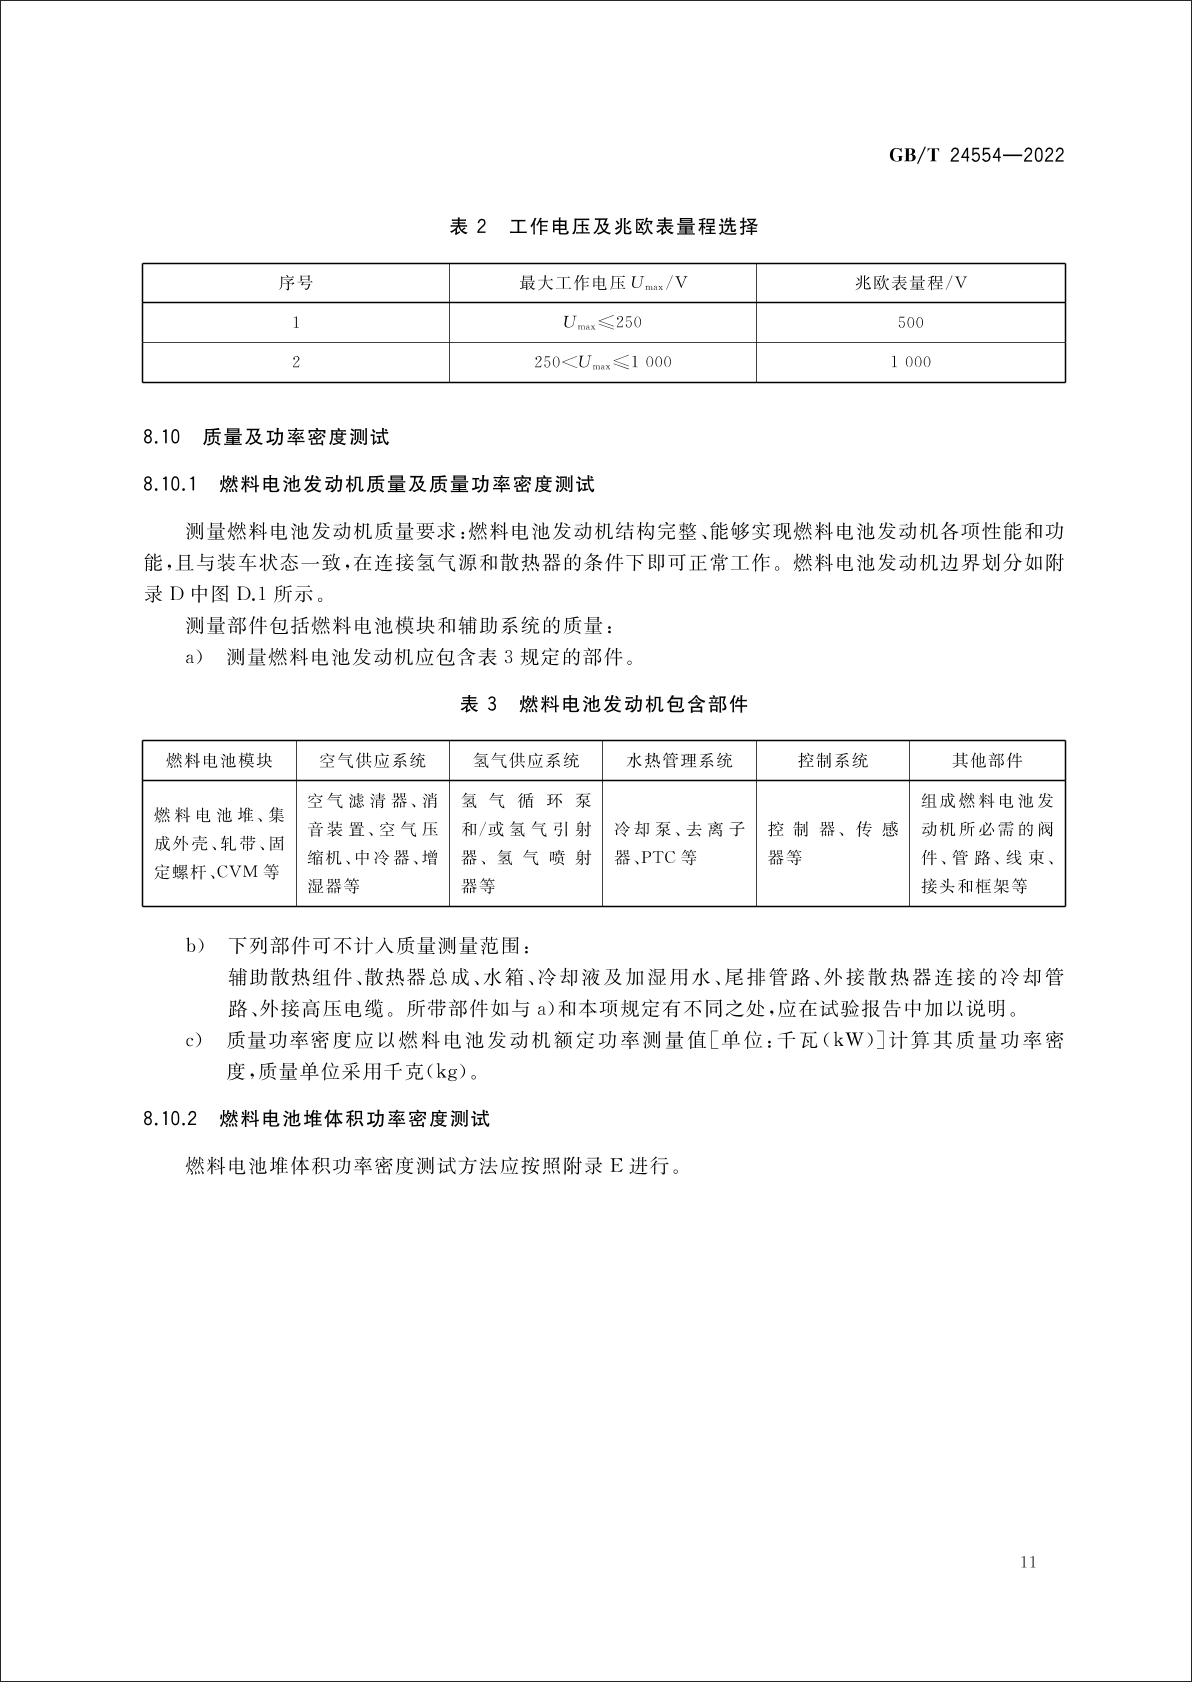 GB/T 24554—2022
表 2 工作电压及兆欧表量程选择
序号 最大工作电压 Umax/V 兆欧表量程/V
1 Umax≤250 500
2 250<Umax≤1 000 1 000
8.10 质量及功率密度测试
8.10.1 燃料电池发动机质量及质量功率密度测试
测量燃料电池发动机质量要求:燃料电池发动机结构完整、能够实现燃料电池发动机各项性能和功
能,且与装车状态一致,在连接氢气源和散热器的条件下即可正常工作。燃料电池发动机边界划分如附
录 D 中图 D.1 所示。
测量部件包括燃料电池模块和辅助系统的质量:
a) 测量燃料电池发动机应包含表 3 规定的部件。
表 3 燃料电池发动机包含部件
燃料电池模块 空气供应系统 氢气供应系统 水热管理系统 控制系统 其他部件
燃料电池堆、集
成外壳、轧带、固
定螺杆、CVM 等
空气滤清器、消
音装置、空气压
缩机、中冷器、增
湿器等
氢气循环泵
和/或氢气引射
器、氢气喷射
器等
冷却泵、去离子
器、PTC 等
控制器、传感
器等
组成燃料电池发
动机所必需的阀
件、管路、线束、
接头和框架等
b) 下列部件可不计入质量测量范围:
辅助散热组件、散热器总成、水箱、冷却液及加湿用水、尾排管路、外接散热器连接的冷却管
路、外接高压电缆。所带部件如与 a)和本项规定有不同之处,应在试验报告中加以说明。
c) 质量功率密度应以燃料电池发动机额定功率测量值[单位:千瓦(kW)]计算其质量功率密
度,质量单位采用千克(kg)。
8.10.2 燃料电池堆体积功率密度测试
燃料电池堆体积功率密度测试方法应按照附录 E 进行。
11